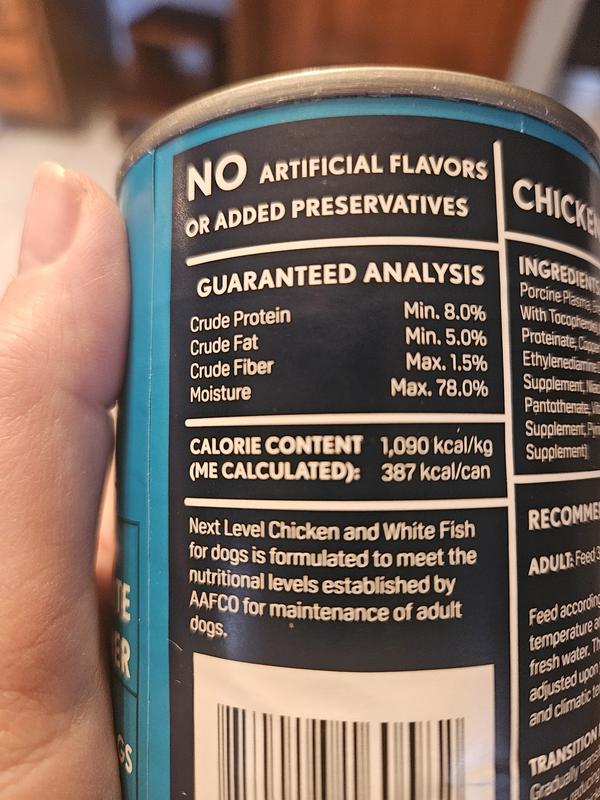 NO ARTIFICIAL FLAVORS
OR ADDED PRESERVATIVES
GUARANTEED ANALYSIS
Crude Protein Min. 8.0%
Crude Fat Min. 5.0%
Crude Fiber Max. 1.5%
Moisture Max. 78.0%
CALORIE CONTENT 1,090 kcal/kg
(ME CALCULATED): 387 kcal/can
Next Level Chicken and White Fish
for dogs is formulated to meet the
nutritional levels established by
AAFCO for maintenance of adult
dogs.
CHICKEN
INGREDIENTS
Porcine Plasma,
With
Proteinate,
Supplement,
Supplement,
Supplement]
ADULT: Feed 3
Feed according
temperature
fresh water.
adjusted upon
and climatic
TRANSITION
Gradually